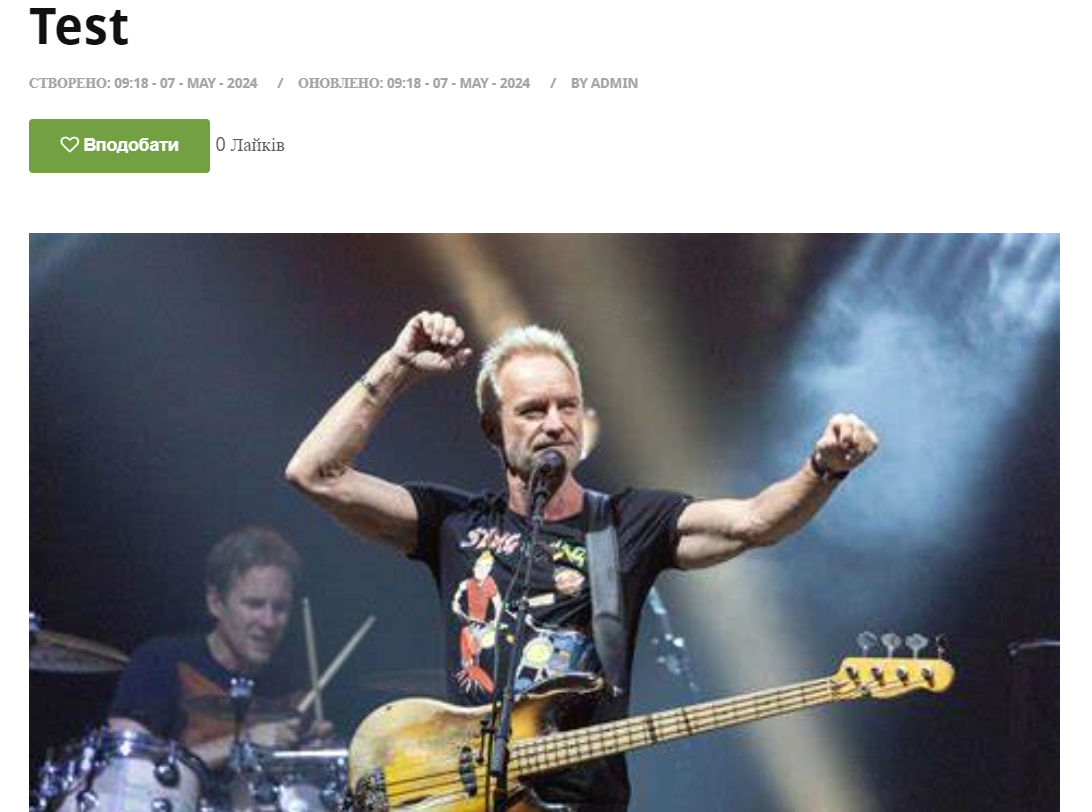 Test
СТВОРЕНО: 09:18 - 07 - MAY - 2024 / ОНОВЛЕНО: 09:18 - 07 - MAY - 2024 / BY ADMIN
Вподобати 0 Лайків